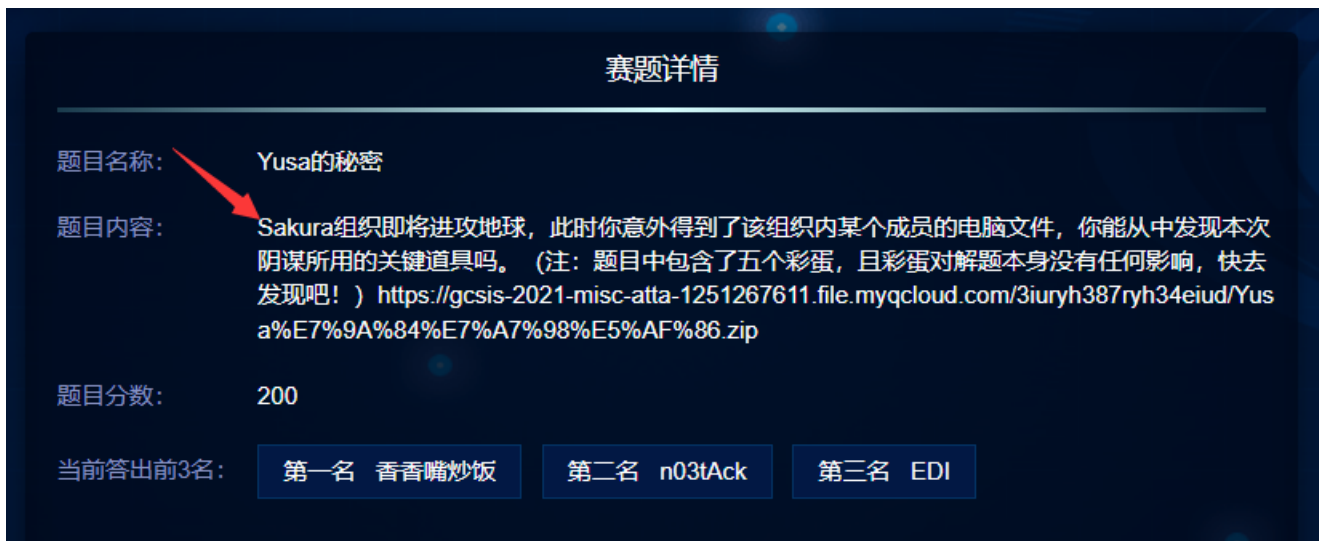 赛题详情
题目名称： Yusa的秘密
题目内容： Sakura组织即将进攻地球，此时你意外得到了该组织内某个成员的电脑文件，你能从中发现本次
阴谋所用的关键道具吗。（注：题目中包含了五个彩蛋，且彩蛋对解题本身没有任何影响，快去
发现吧！）https://gcsis-2021-misc-atta-1251267611.file.myqcloud.com/3iuryh387ryh34eiud/Yus
a%E7%9A%84%E7%A7%98%E5%AF%86.zip
题目分数： 200
当前答出前3名： 第一名 香香嘴炒饭 第二名 n03tAck 第三名 EDI